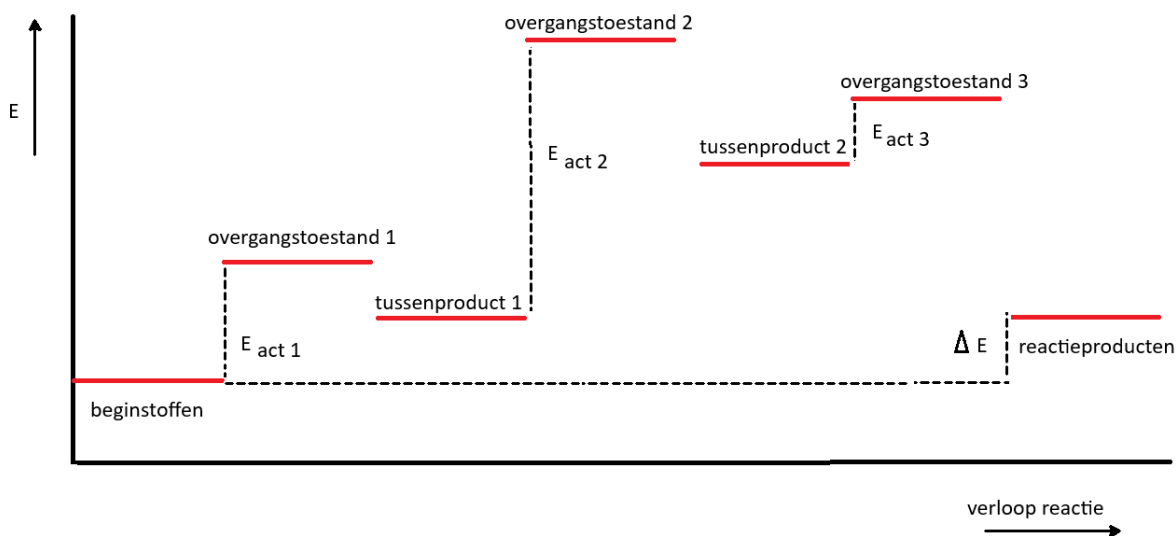 overgangstoestand 2
overgangstoestand 3
E
E act 3
tussenproduct 2
E act 2
overgangstoestand 1
tussenproduct 1
E act 1
Δ E
reactieproducten
beginstoffen
verloop reactie